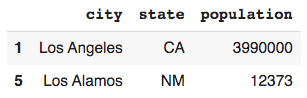 city state population
1 Los Angeles CA 3990000
5 Los Alamos NM 12373